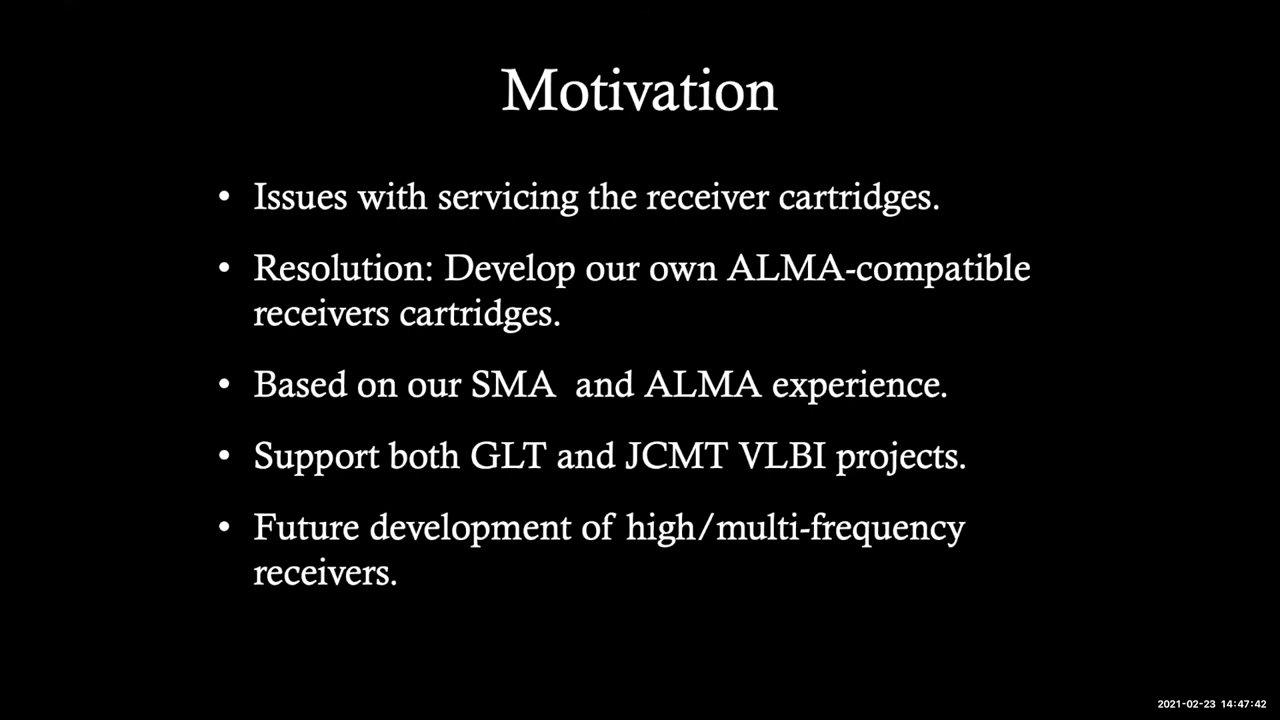 Motivation
• Issues with servicing the receiver cartridges.
• Resolution: Develop our own ALMA-compatible
receivers cartridges.
• Based on our SMA  and ALMA experience.
• Support both GLT and JCMT VLBI projects.
• Future development of high/multi-frequency
receivers.
2021-02-23 14:47:42